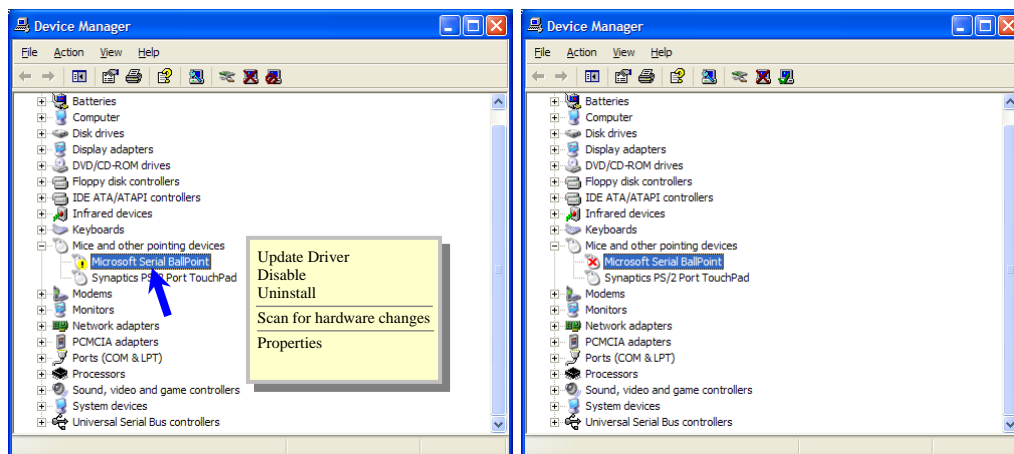 Device Manager
File Action View Help
Batteries
Computer
Disk drives
Display adapters
DVD/CD-ROM drives
Floppy disk controllers
IDE ATA/ATAPI controllers
Infrared devices
Keyboards
Mice and other pointing devices
Microsoft Serial BallPoint
Synaptics PS/2 Port TouchPad
Modems
Monitors
Network adapters
PCMCIA adapters
Ports (COM & LPT)
Processors
Sound, video and game controllers
System devices
Universal Serial Bus controllers
Update Driver
Disable
Uninstall
Scan for hardware changes
Properties
Device Manager
File Action View Help
Batteries
Computer
Disk drives
Display adapters
DVD/CD-ROM drives
Floppy disk controllers
IDE ATA/ATAPI controllers
Infrared devices
Keyboards
Mice and other pointing devices
Microsoft Serial BallPoint
Synaptics PS/2 Port TouchPad
Modems
Monitors
Network adapters
PCMCIA adapters
Ports (COM & LPT)
Processors
Sound, video and game controllers
System devices
Universal Serial Bus controllers